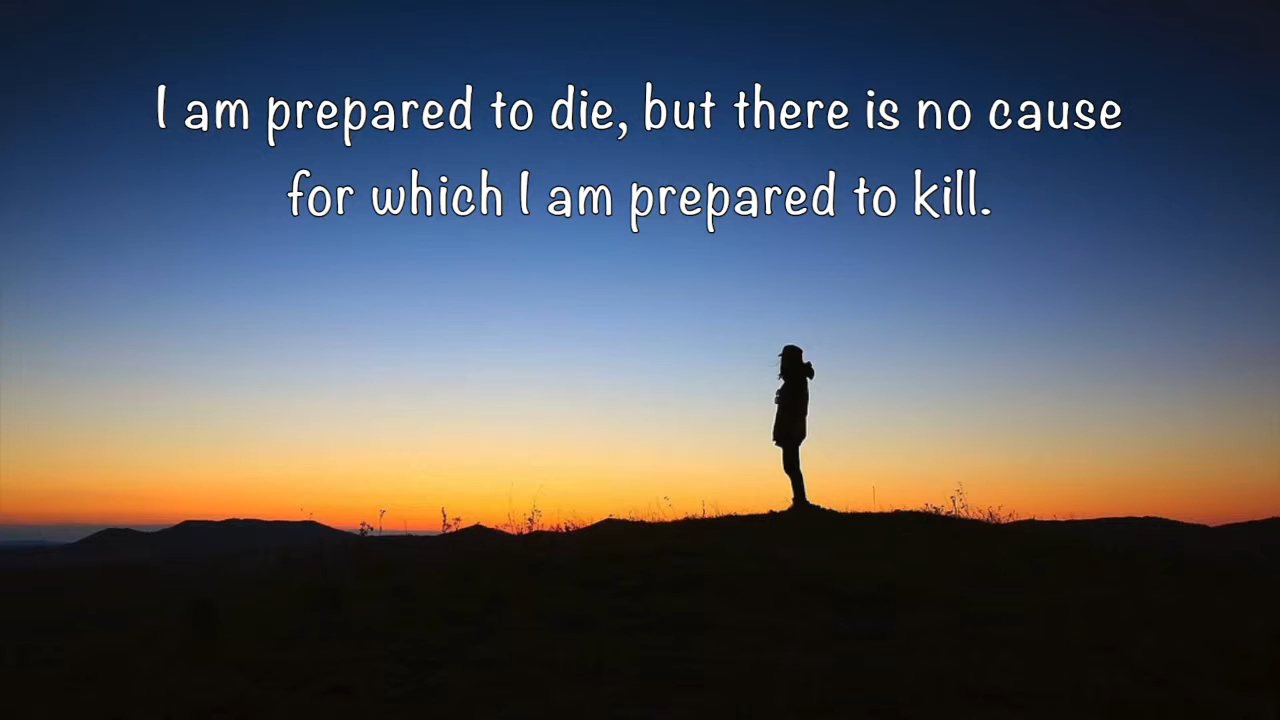 I am prepared to die, but there is no cause
for which I am prepared to kill.